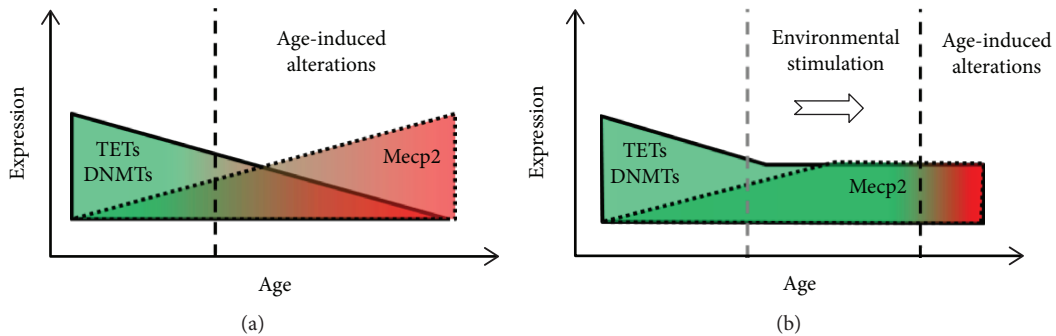 Expression
Age-induced
alterations
TETs
DNMTs
Mecp2
Age
(a)
Expression
Environmental
stimulation
Age-induced
alterations
TETs
DNMTs
Mecp2
Age
(b)